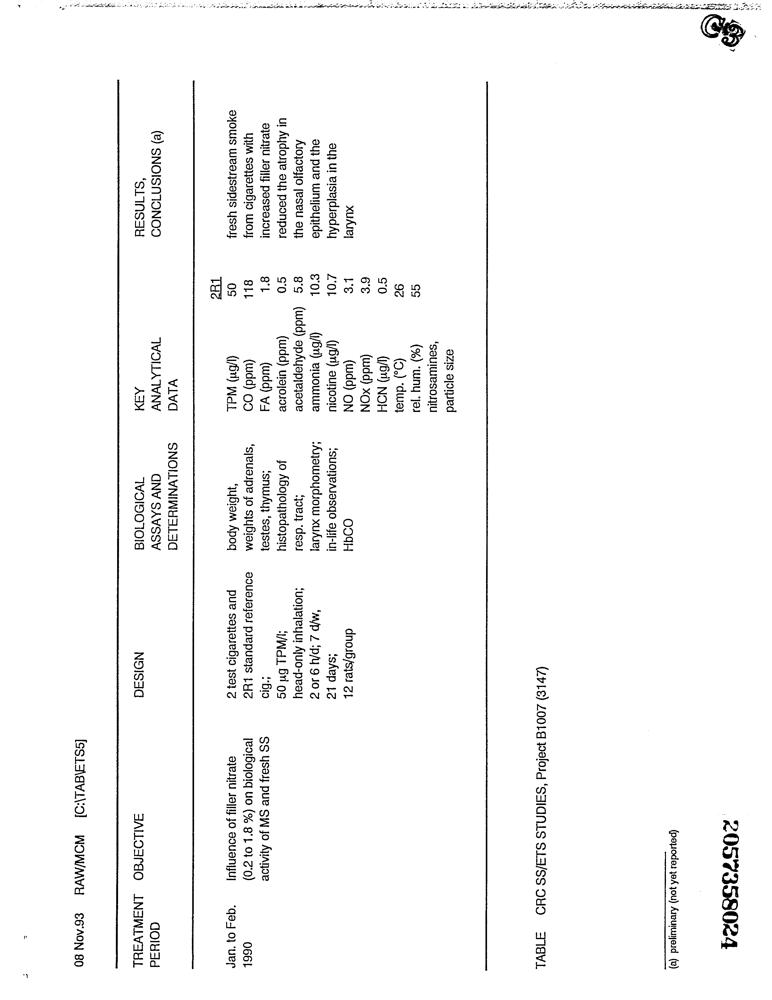 08 Nov.93 RAW/MCM [C:\TAB\ETS5]
TREATMENT PERIOD
OBJECTIVE
DESIGN
BIOLOGICAL ASSAYS AND DETERMINATIONS
KEY ANALYTICAL DATA
RESULTS, CONCLUSIONS (a)
Jan. to Feb.
1990
Influence of filler nitrate
(0.2 to 1.8 %) on biological
activity of MS and fresh SS
2 test cigarettes and
2R1 standard reference
cig.;
50 µg TPM/l;
head-only inhalation;
2 or 6 h/d; 7 d/w,
21 days;
12 rats/group
body weight,
weights of adrenals,
testes, thymus;
histopathology of
resp. tract;
larynx morphometry;
in-life observations;
HbCO
2R1
TPM (µg/l) 50
CO (ppm) 118
FA (ppm) 1.8
acrolein (ppm) 0.5
acetaldehyde (ppm) 5.8
ammonia (µg/l) 10.3
nicotine (µg/l) 10.7
NO (ppm) 3.1
NOx (ppm) 3.9
HCN (µg/l) 0.5
temp. (°C) 26
rel. hum. (%) 55
nitrosamines,
particle size
fresh sidestream smoke
from cigarettes with
increased filler nitrate
reduced the atrophy in
the nasal olfactory
epithelium and the
hyperplasia in the
larynx
TABLE CRC SS/ETS STUDIES, Project B1007 (3147)
(a) preliminary (not yet reported)
2057358024